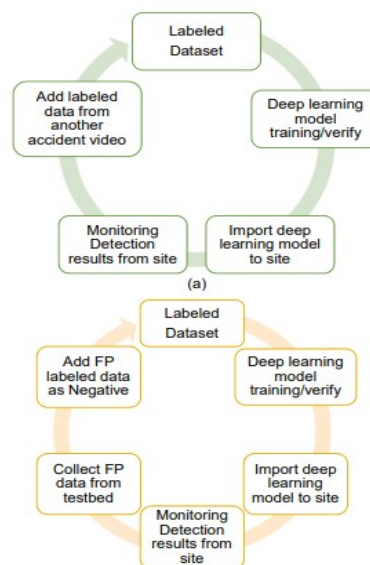 Labeled
Dataset
Add labeled
data from
another
accident video
Deep learning
model
training/verify
Monitoring
Detection
results from site
Import deep
learning model
to site
(a)
Labeled
Dataset
Add FP
labeled data
as Negative
Deep learning
model
training/verify
Collect FP
data from
testbed
Import deep
learning model
to site
Monitoring
Detection
results from
site